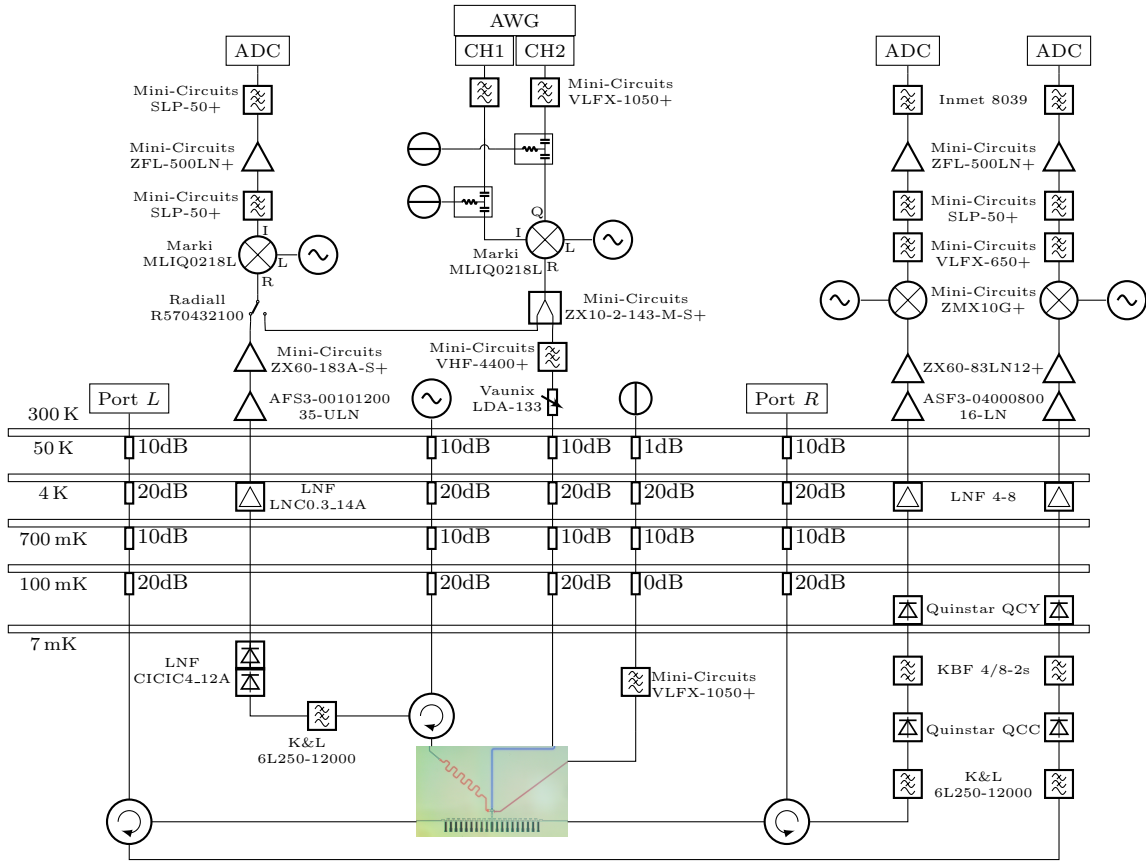 AWG
CH1 CH2
ADC
ADC
ADC
Mini-Circuits
SLP-50+
Mini-Circuits
VLFX-1050+
Inmet 8039
Mini-Circuits
ZFL-500LN+
Mini-Circuits
ZFL-500LN+
Mini-Circuits
SLP-50+
Mini-Circuits
SLP-50+
I
L
R
Marki
MLIQ0218L
Q
I
L
R
Marki
MLIQ0218L
Mini-Circuits
VLFX-650+
Radiall
R570432100
Mini-Circuits
ZX10-2-143-M-S+
Mini-Circuits
ZMX10G+
Mini-Circuits
ZX60-183A-S+
Mini-Circuits
VHF-4400+
ZX60-83LN12+
Port L
AFS3-00101200
35-ULN
Vaunix
LDA-133
Port R
ASF3-04000800
16-LN
300 K
50 K
10dB
10dB
10dB
1dB
10dB
4 K
20dB
LNF
LNC0.3_14A
20dB
20dB
20dB
20dB
LNF 4-8
700 mK
10dB
10dB
10dB
10dB
10dB
100 mK
20dB
20dB
20dB
0dB
20dB
Quinstar QCY
7 mK
LNF
CICIC4_12A
Mini-Circuits
VLFX-1050+
KBF 4/8-2s
K&L
6L250-12000
Quinstar QCC
K&L
6L250-12000